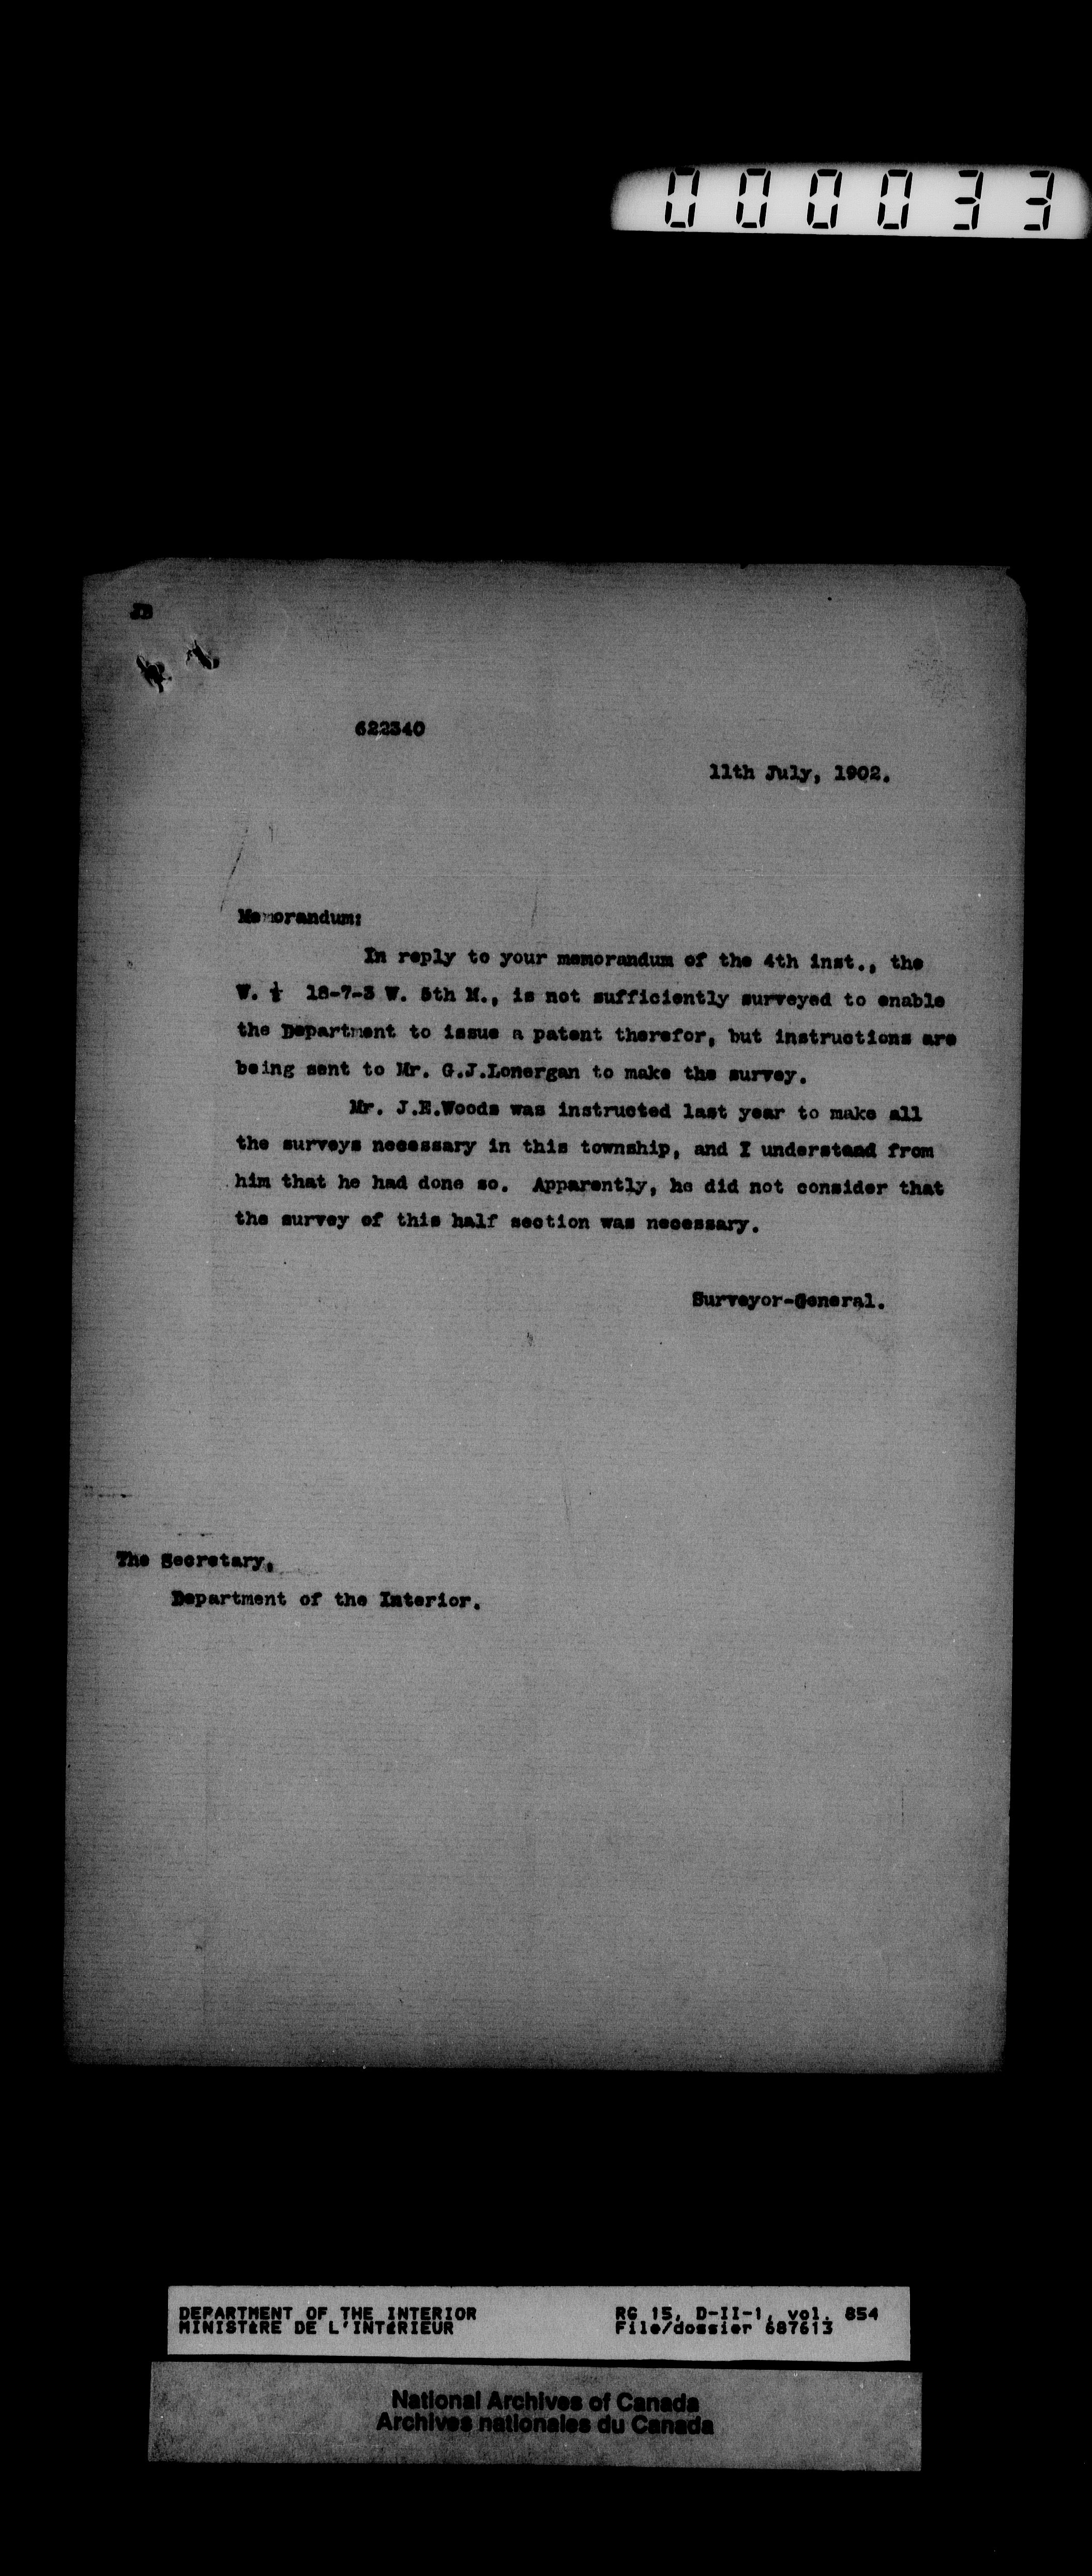 000033
JB
622340
11th July, 1902.
Memorandum:
In reply to your memorandum of the 4th inst., the
W. ½ 18-7-3 W. 5th M., is not sufficiently surveyed to enable
the Department to issue a patent therefor, but instructions are
being sent to Mr. G.J.Lonergan to make the survey.
Mr. J.E.Woods was instructed last year to make all
the surveys necessary in this township, and I understand from
him that he had done so. Apparently, he did not consider that
the survey of this half section was necessary.
Surveyor-General.
The Secretary,
Department of the Interior.
DEPARTMENT OF THE INTERIOR RG 15, D-II-1, vol. 854
MINISTÈRE DE L'INTÉRIEUR File/dossier 687613
National Archives of Canada
Archives nationales du Canada